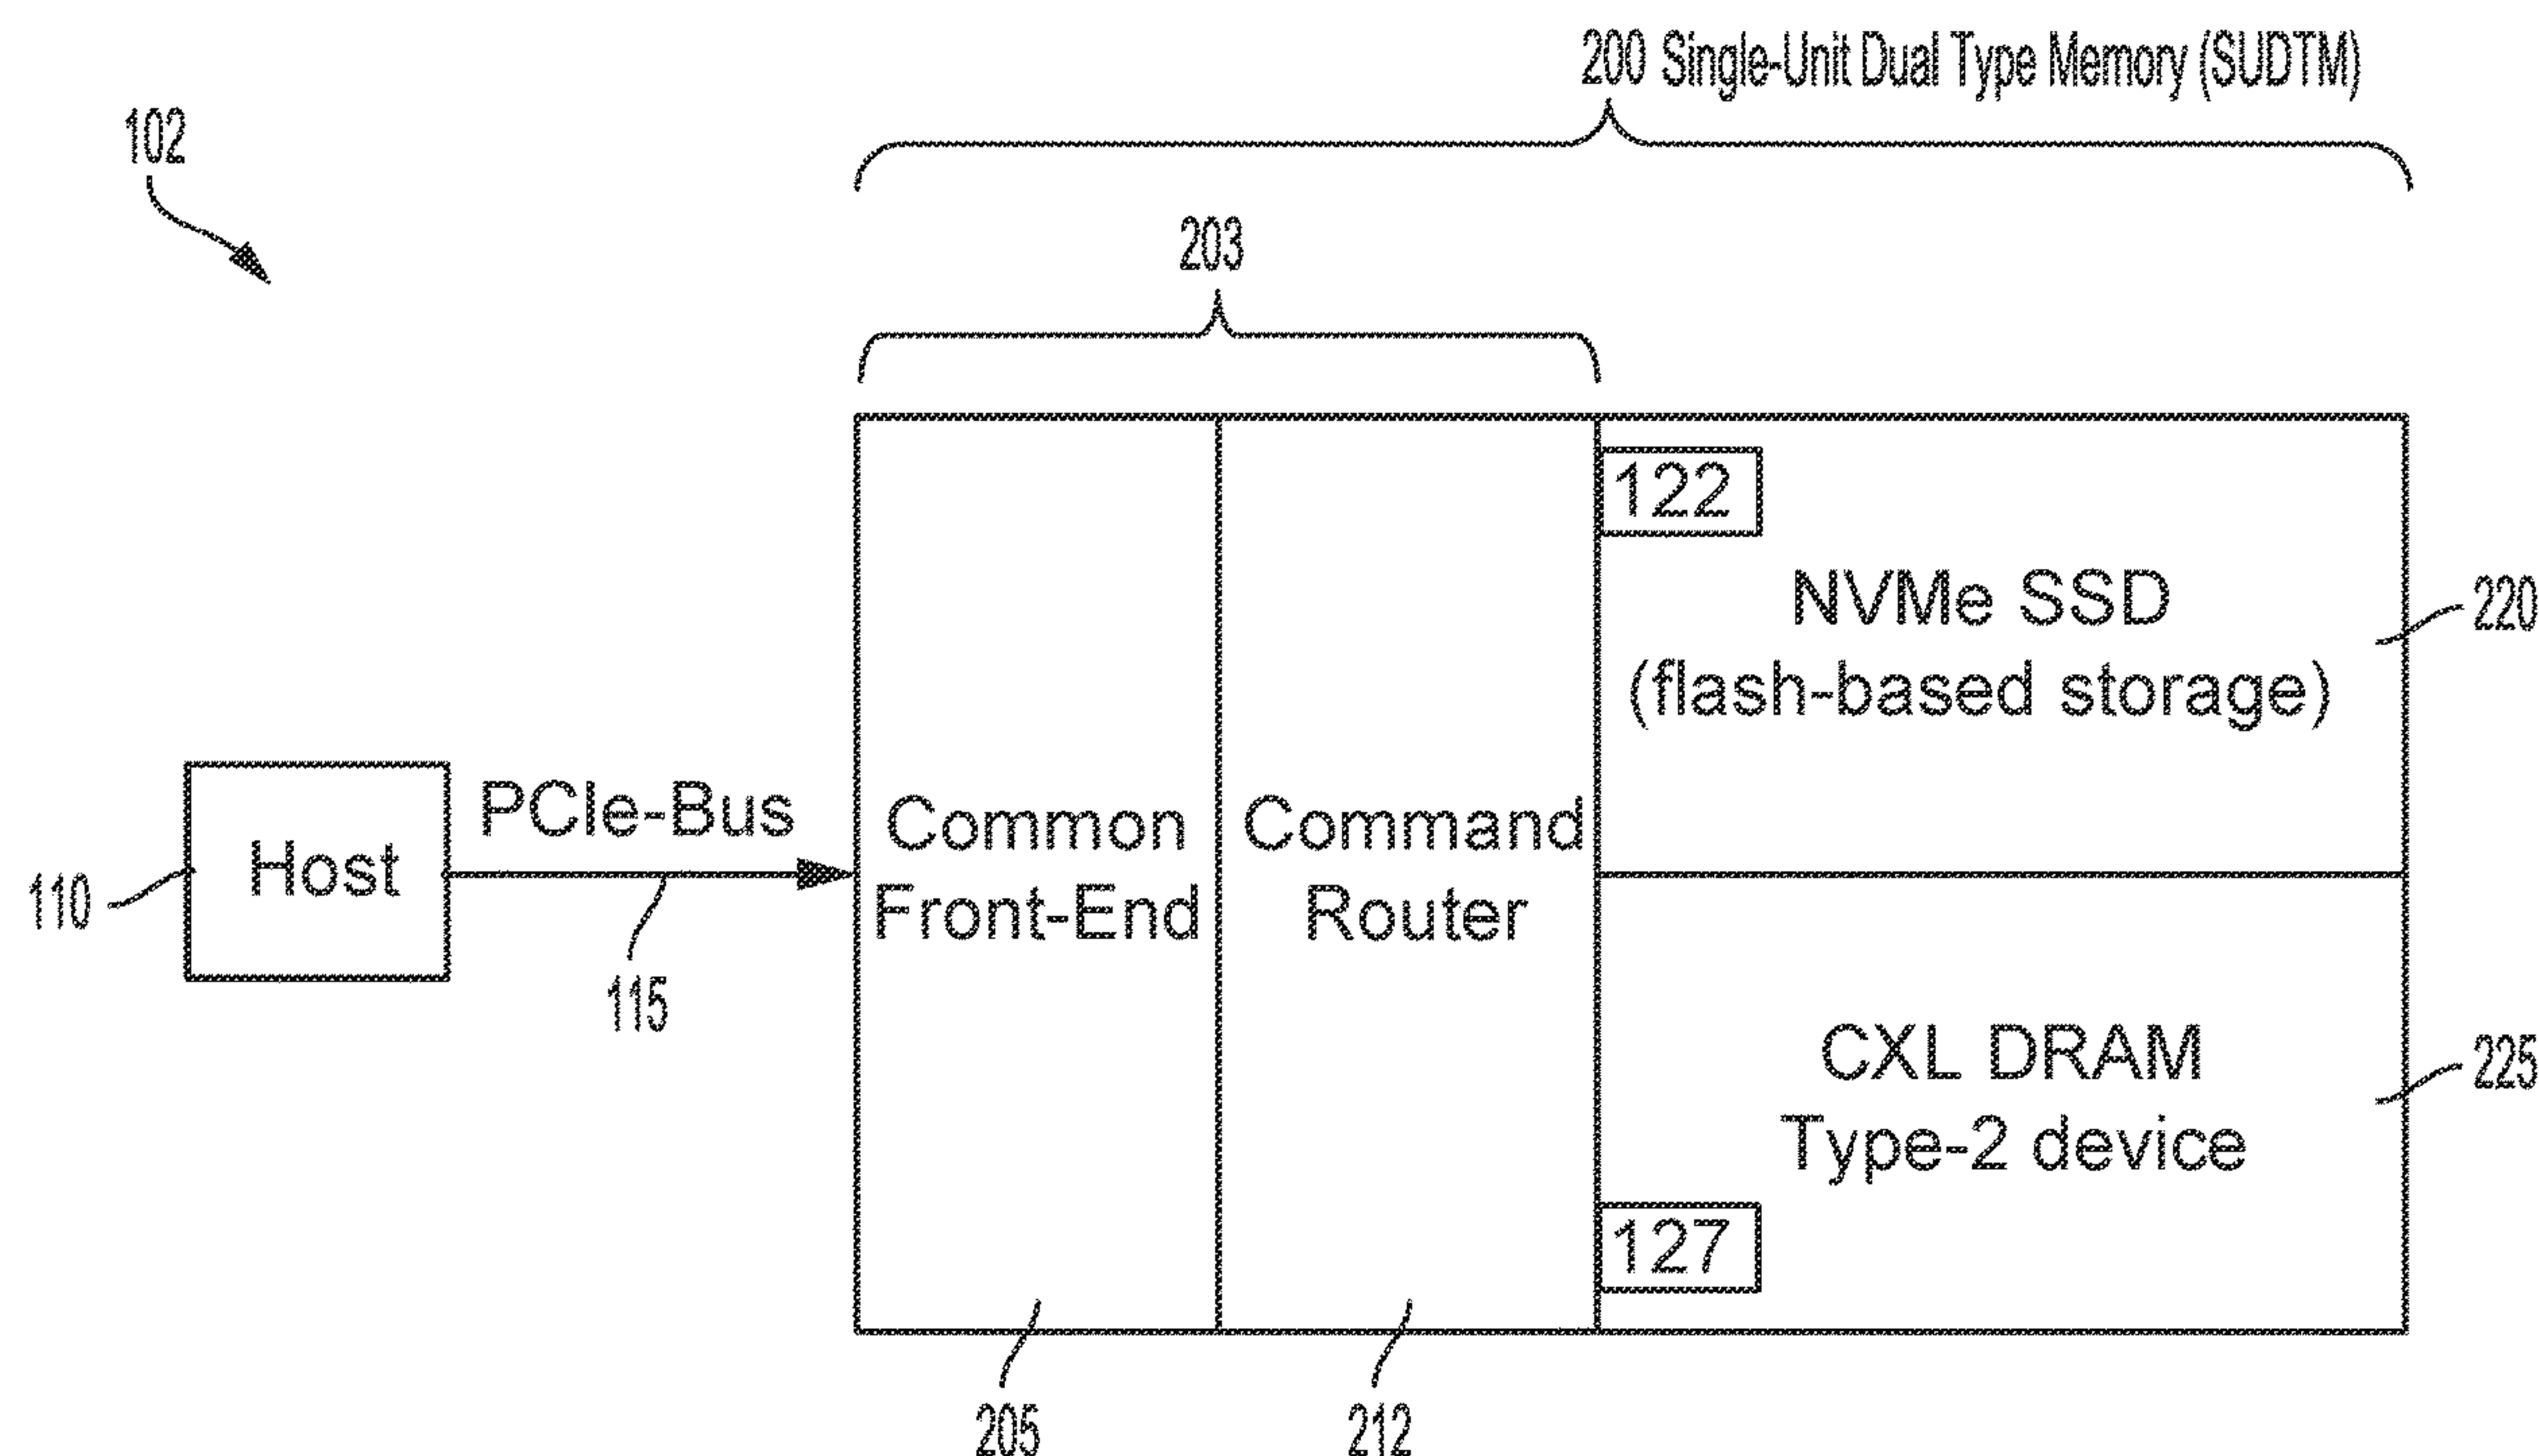 200 Single-Unit Dual Type Memory (SUDTM)
102
203
122
NVMe SSD
(flash-based storage)
220
Host
110
PCIe-Bus
115
Common
Front-End
Command
Router
CXL DRAM
Type-2 device
225
127
205
212